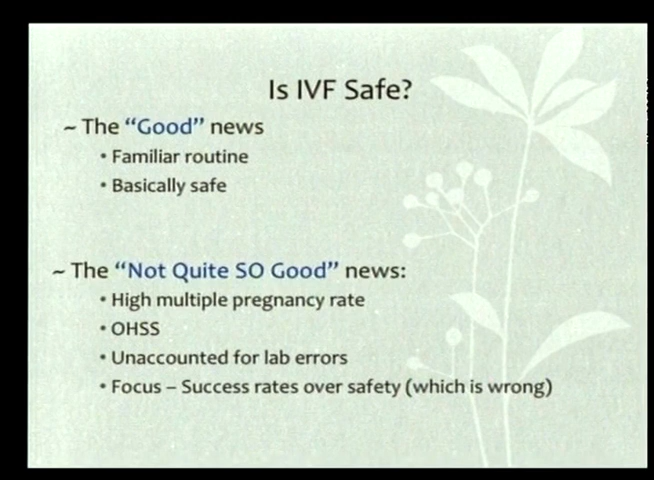 Is IVF Safe?
~ The “Good” news
• Familiar routine
• Basically safe
~ The “Not Quite SO Good” news:
• High multiple pregnancy rate
• OHSS
• Unaccounted for lab errors
• Focus – Success rates over safety (which is wrong)